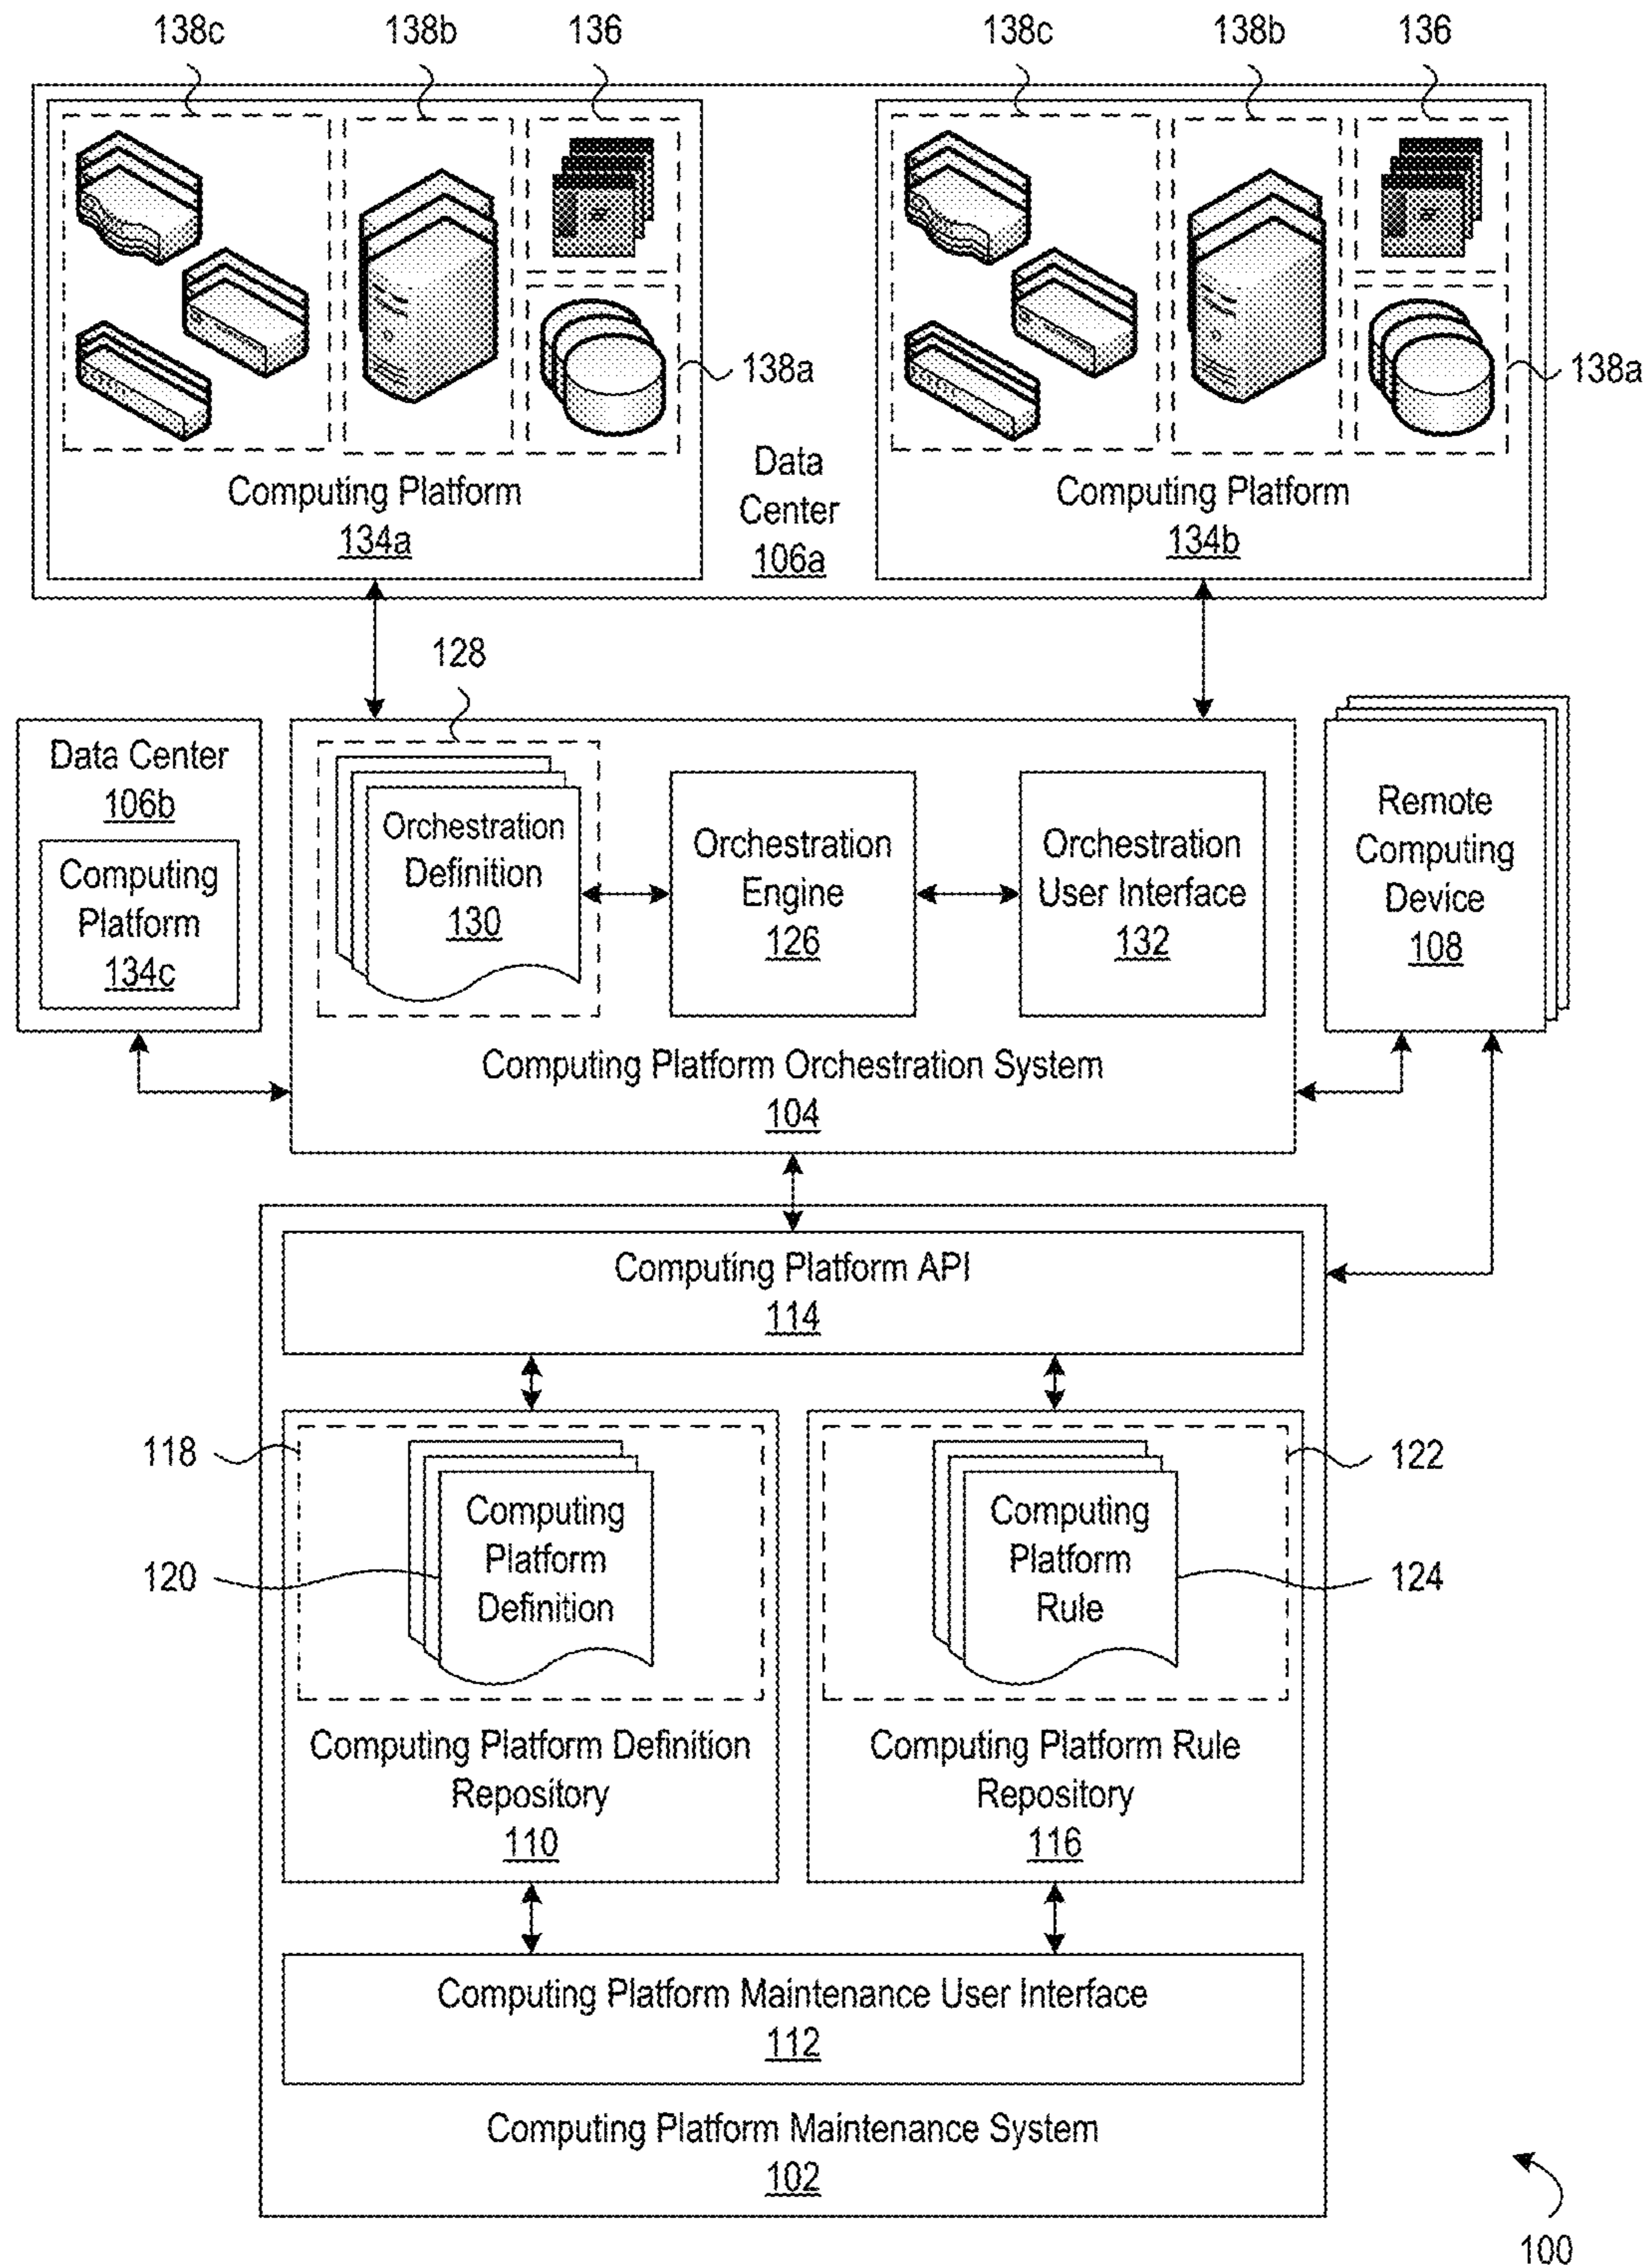 138c
138b
136
138c
138b
136
138a
138a
Computing Platform
134a
Data
Center
106a
Computing Platform
134b
128
Data Center
106b
Computing
Platform
134c
Orchestration
Definition
130
Orchestration
Engine
126
Orchestration
User Interface
132
Remote
Computing
Device
108
Computing Platform Orchestration System
104
Computing Platform API
114
118
122
Computing
Platform
Definition
120
Computing
Platform
Rule
124
Computing Platform Definition
Repository
110
Computing Platform Rule
Repository
116
Computing Platform Maintenance User Interface
112
Computing Platform Maintenance System
102
100